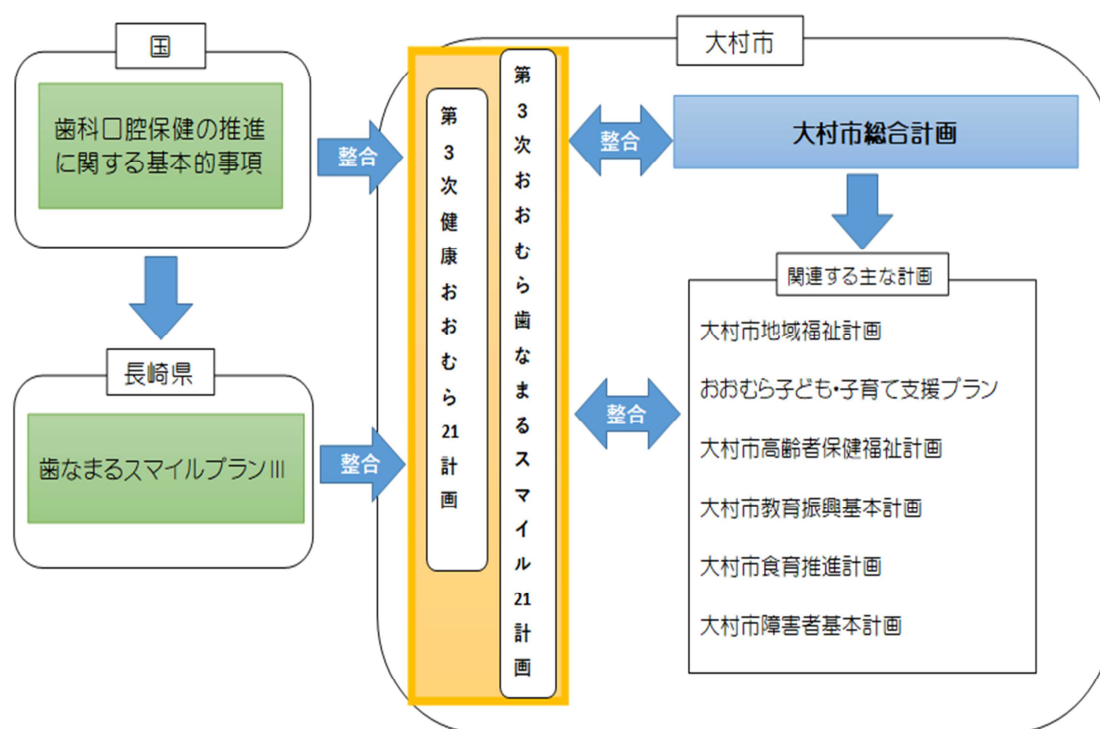 国
歯科口腔保健の推進
に関する基本的事項
整合
長崎県
歯なまるスマイルプランⅢ
整合
大村市
第3次健康おおむら21計画
第3次おおむら歯なまるスマイル21計画
整合
大村市総合計画
整合
関連する主な計画
大村市地域福祉計画
おおむら子ども・子育て支援プラン
大村市高齢者保健福祉計画
大村市教育振興基本計画
大村市食育推進計画
大村市障害者基本計画